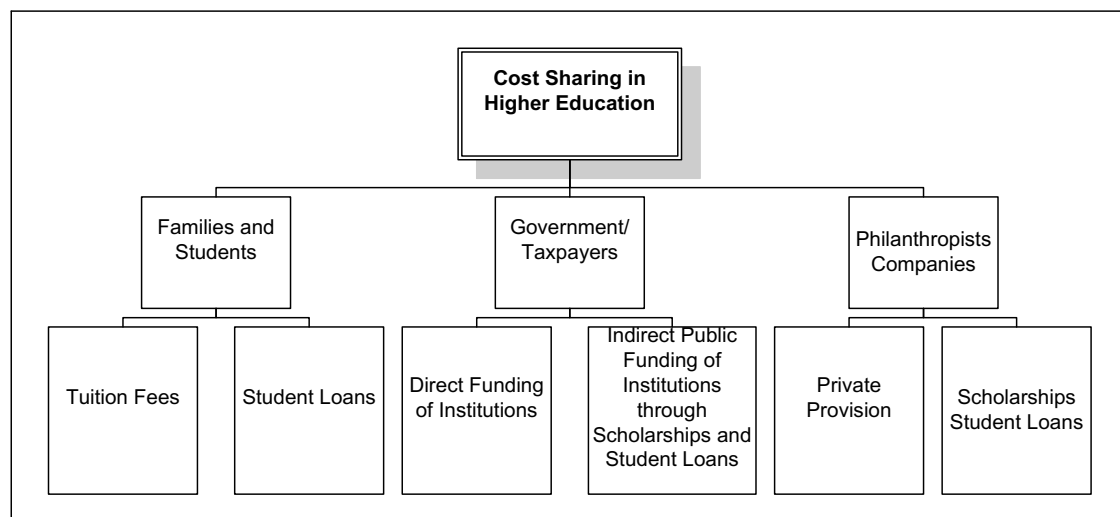 Cost Sharing in
Higher Education
Families and
Students
Government/
Taxpayers
Philanthropists
Companies
Tuition Fees
Student Loans
Direct Funding
of Institutions
Indirect Public
Funding of
Institutions
through
Scholarships and
Student Loans
Private
Provision
Scholarships
Student Loans